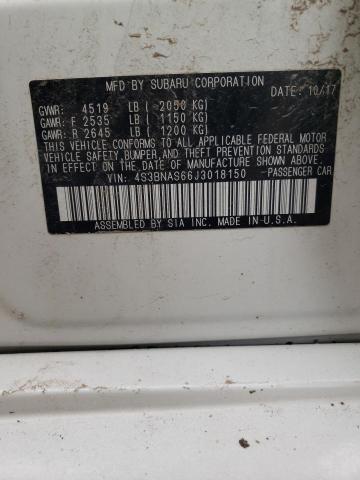 MFD BY SUBARU CORPORATION DATE: 10/17
GVWR: 4519 LB ( 2050 KG)
GAWR: F 2535 LB ( 1150 KG)
GAWR: R 2645 LB ( 1200 KG)
THIS VEHICLE CONFORMS TO ALL APPLICABLE FEDERAL MOTOR
VEHICLE SAFETY, BUMPER, AND THEFT PREVENTION STANDARDS
IN EFFECT ON THE DATE OF MANUFACTURE SHOWN ABOVE.
VIN: 4S3BNAS66J3018150
PASSENGER CAR
ASSEMBLED BY SIA INC. IN U.S.A.